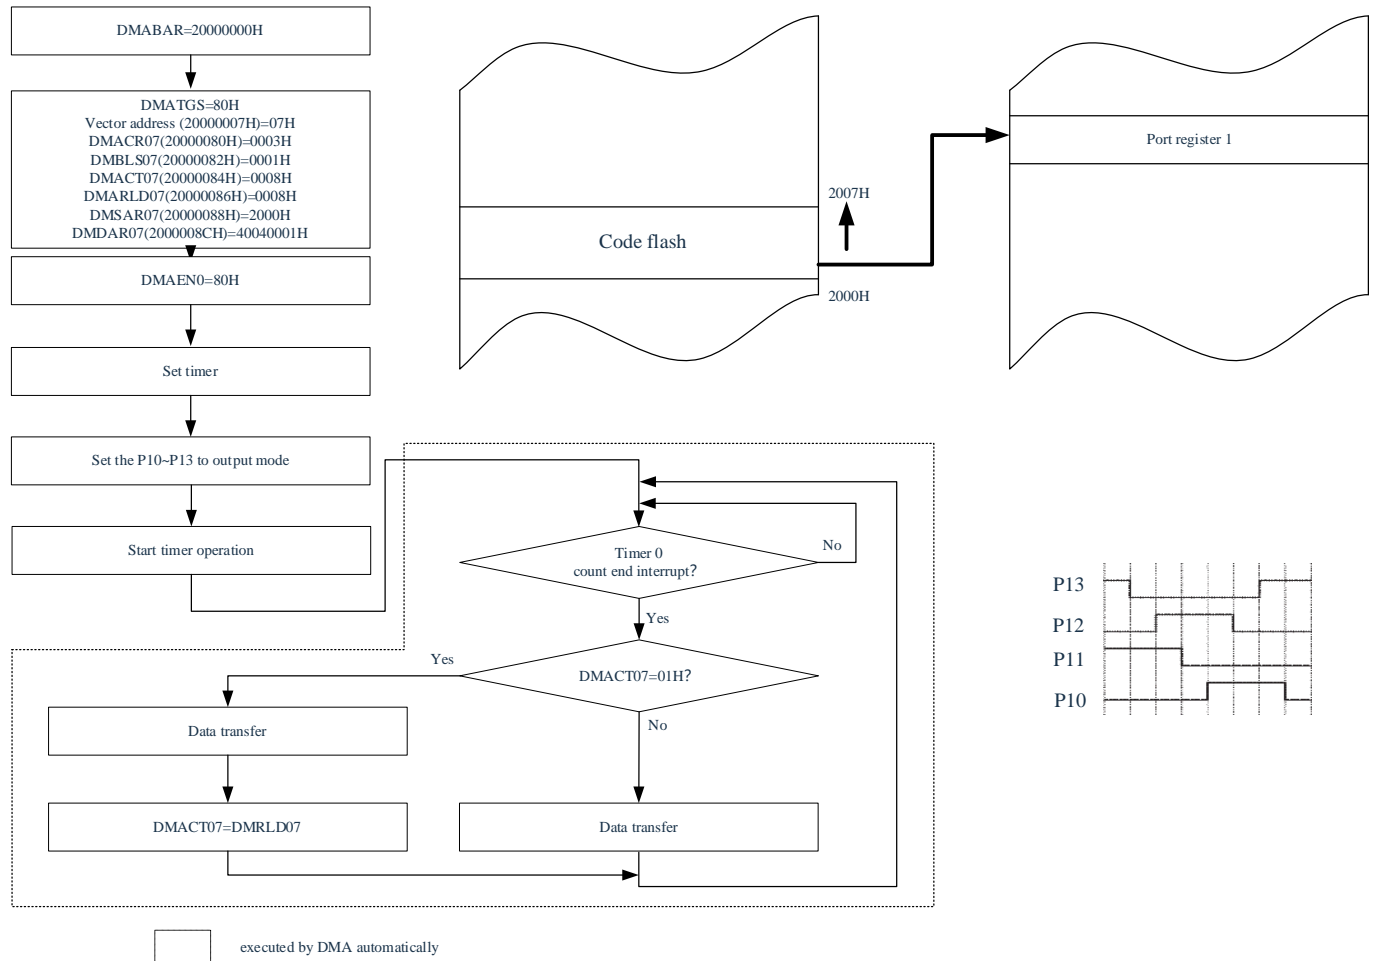 DMABAR=20000000H
DMATGS=80H
Vector address (20000007H)=07H
DMACR07(20000080H)=0003H
DMBLS07(20000082H)=0001H
DMACT07(20000084H)=0008H
DMARLD07(20000086H)=0008H
DMSAR07(20000088H)=2000H
DMDAR07(2000008CH)=40040001H
DMAEN0=80H
Set timer
Set the P10~P13 to output mode
Start timer operation
Code flash
2007H
2000H
Port register 1
Timer 0
count end interrupt?
No
Yes
DMACT07=01H?
Yes
No
Data transfer
DMACT07=DMRLD07
Data transfer
P13
P12
P11
P10
executed by DMA automatically